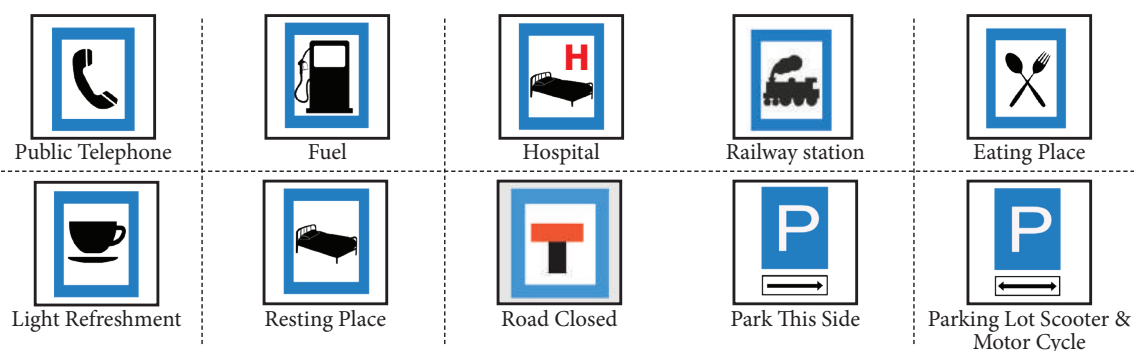 H
Public Telephone
Fuel
Hospital
Railway station
Eating Place
P
P
Light Refreshment
Resting Place
Road Closed
Park This Side
Parking Lot Scooter &
Motor Cycle